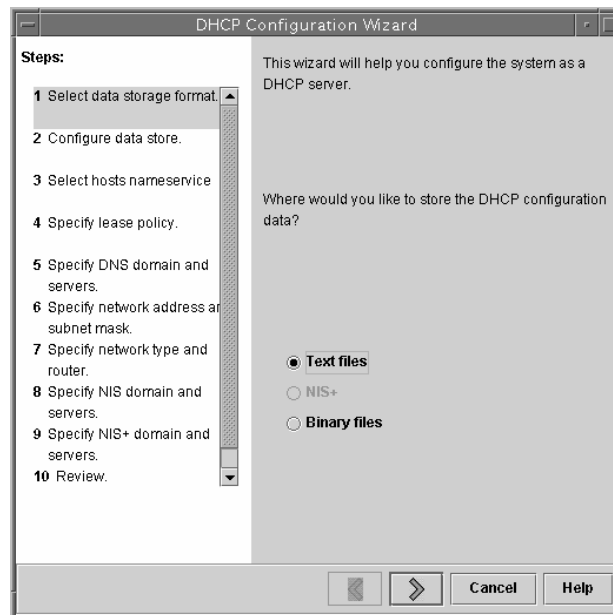 DHCP Configuration Wizard
Steps:
1 Select data storage format.
2 Configure data store.
3 Select hosts nameservice
4 Specify lease policy.
5 Specify DNS domain and
servers.
6 Specify network address
subnet mask.
7 Specify network type and
router.
8 Specify NIS domain and
servers.
9 Specify NIS+ domain and
servers.
10 Review.
This wizard will help you configure the system as a
DHCP server.
Where would you like to store the DHCP configuration
data?
Text files
NIS+
Binary files
Cancel
Help